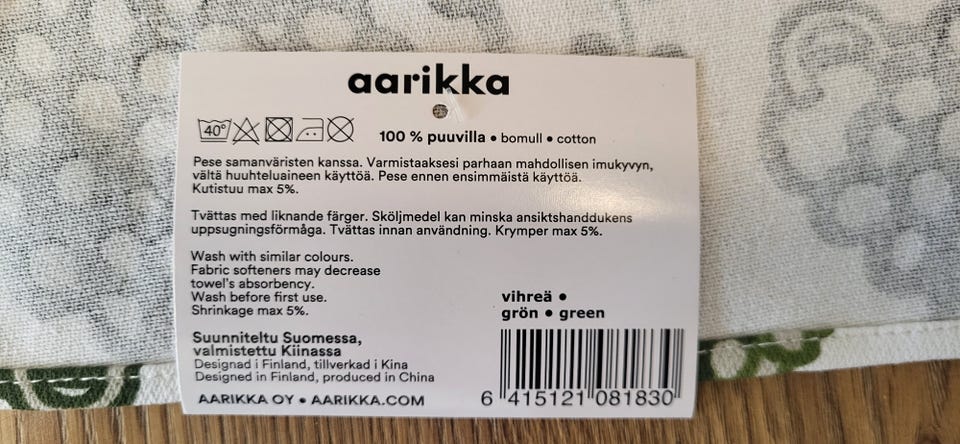 aarikka
40°
100 % puuvilla • bomull • cotton
Pese samanväristen kanssa. Varmistaaksesi parhaan mahdollisen imukyvyn,
vältä huuhteluaineen käyttöä. Pese ennen ensimmäistä käyttöä.
Kutistuu max 5%.
Tvättas med liknande färger. Sköljmedel kan minska ansiktshanddukens
uppsugningsförmåga. Tvättas innan användning. Krymper max 5%.
Wash with similar colours.
Fabric softeners may decrease
towel's absorbency.
Wash before first use.
Shrinkage max 5%.
vihreä •
grön • green
Suunniteltu Suomessa,
valmistettu Kiinassa
Designad i Finland, tillverkad i Kina
Designed in Finland, produced in China
AARIKKA OY • AARIKKA.COM
6 415121 081830